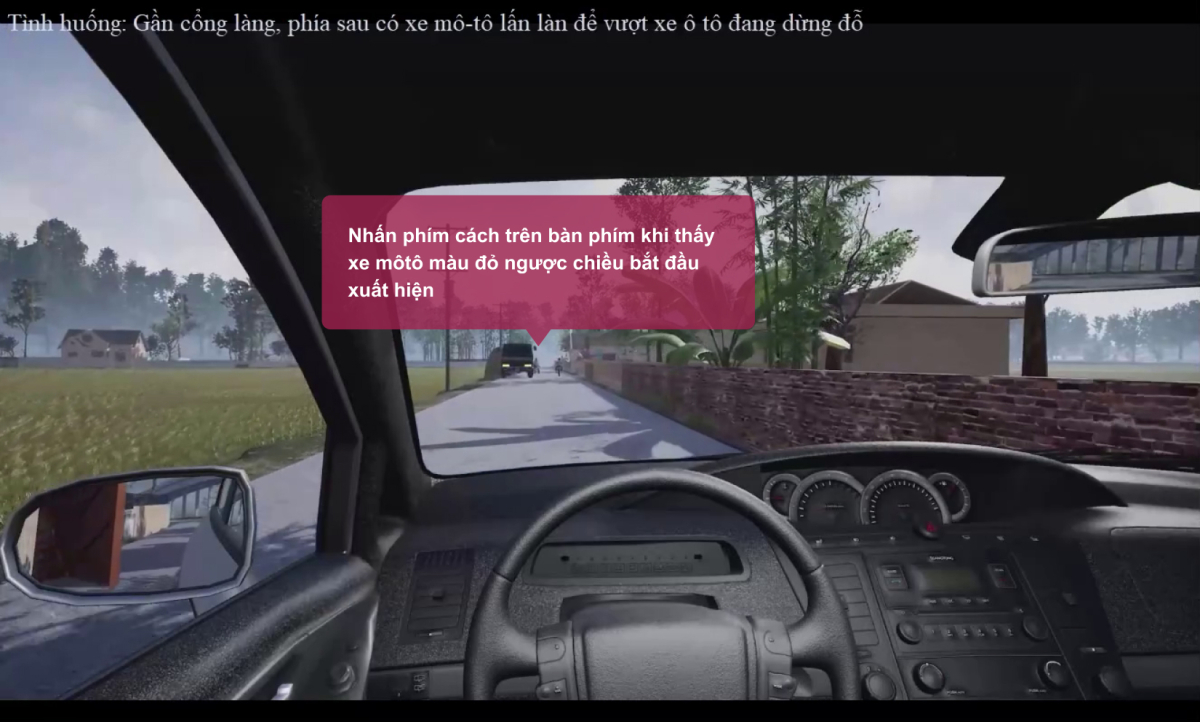 Tình huống: Gần cổng làng, phía sau có xe mô-tô lấn làn để vượt xe ô tô đang dừng đỗ
Nhấn phím cách trên bàn phím khi thấy
xe môtô màu đỏ ngược chiều bắt đầu
xuất hiện